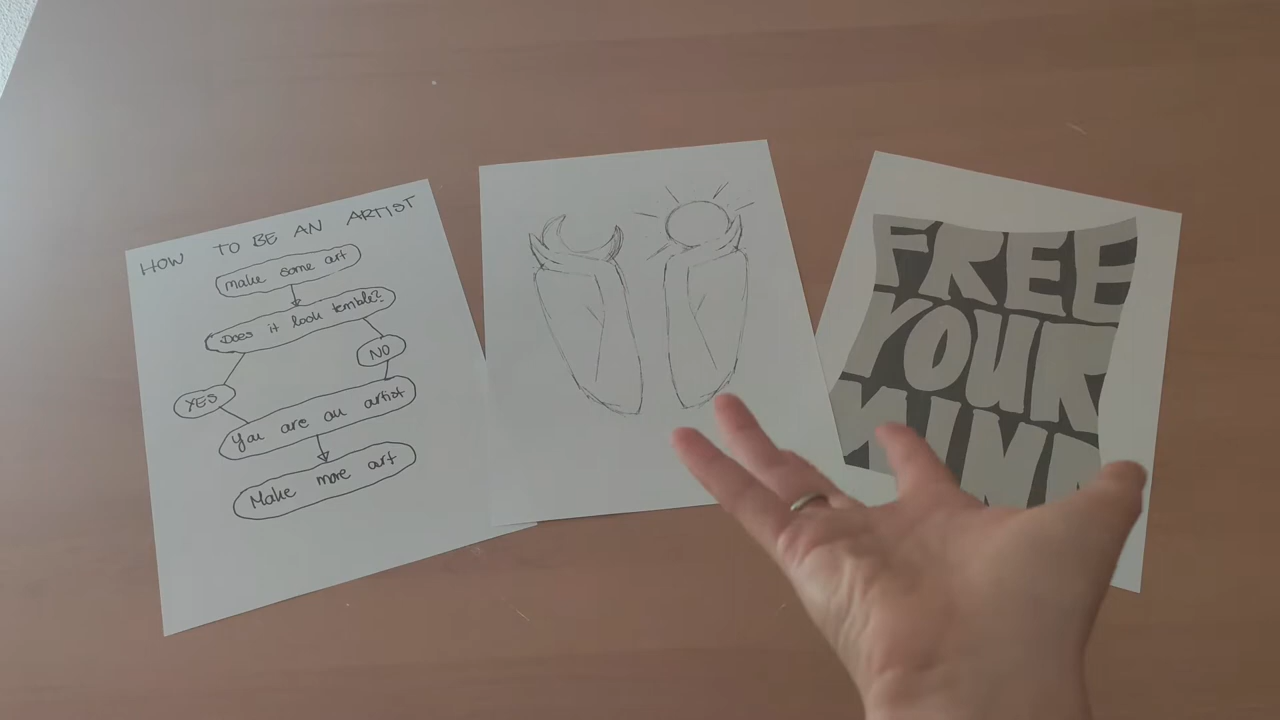 HOW TO BE AN ARTIST
make some art
Does it look terrible?
NO
YES
You are an artist
Make more art
FREE
YOUR
MIND